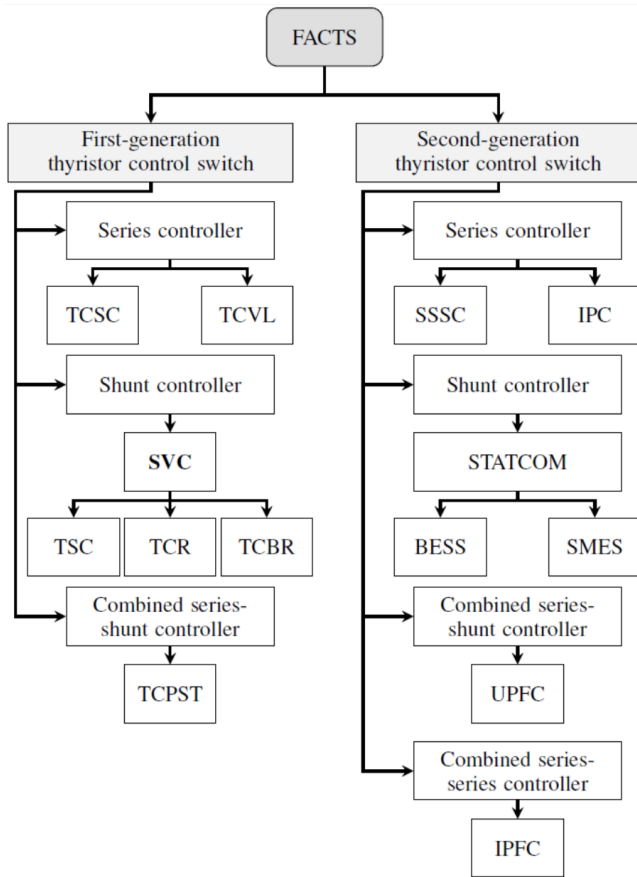 FACTS
First-generation
thyristor control switch
Series controller
TCSC
TCVL
Shunt controller
SVC
TSC
TCR
TCBR
Combined series-
shunt controller
TCPST
Second-generation
thyristor control switch
Series controller
SSSC
IPC
Shunt controller
STATCOM
BESS
SMES
Combined series-
shunt controller
UPFC
Combined series-
series controller
IPFC